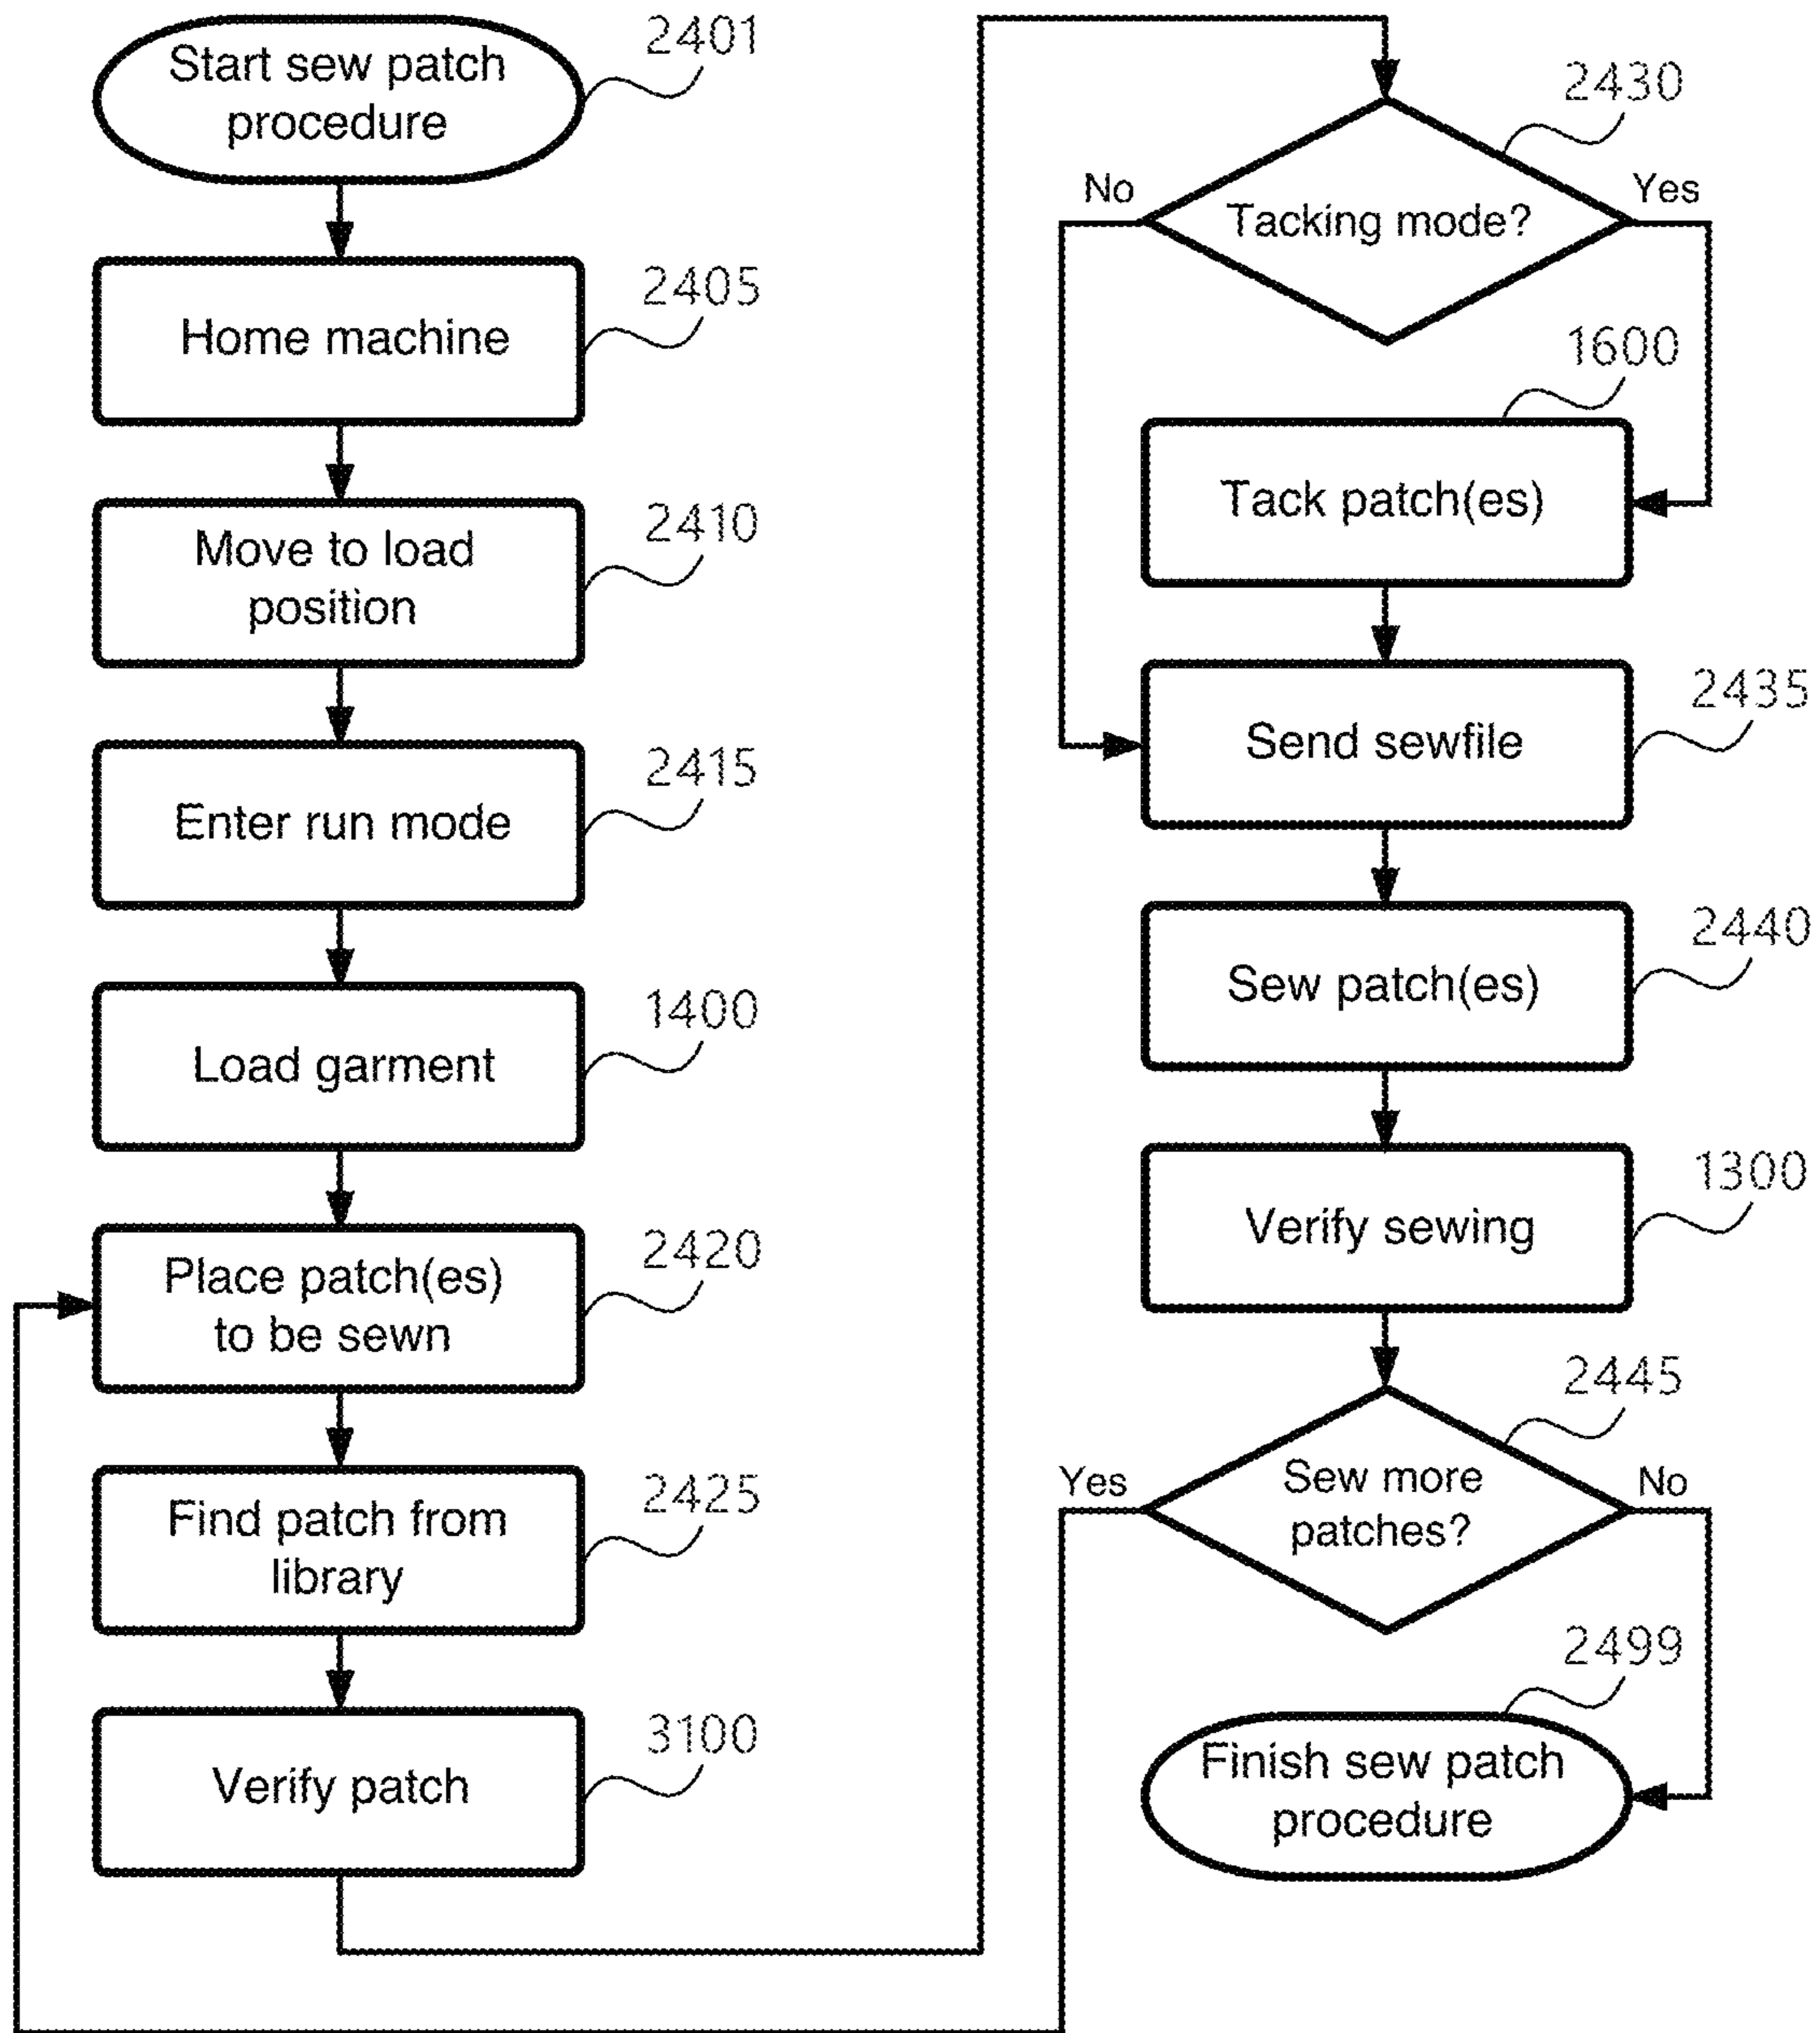 Start sew patch
procedure
2401
Home machine
2405
Move to load
position
2410
Enter run mode
2415
Load garment
1400
Place patch(es)
to be sewn
2420
Find patch from
library
2425
Verify patch
3100
Tacking mode?
2430
No
Yes
Tack patch(es)
1600
Send sewfile
2435
Sew patch(es)
2440
Verify sewing
1300
Sew more
patches?
2445
Yes
No
Finish sew patch
procedure
2499